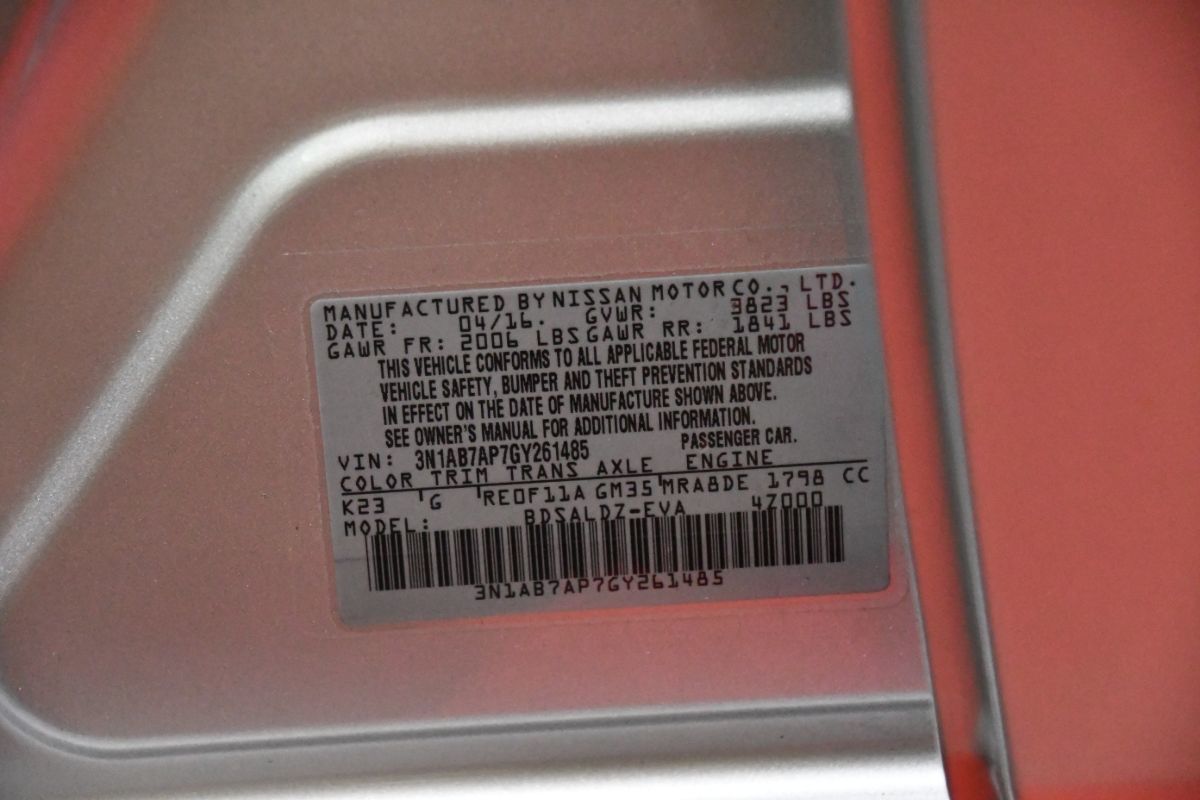 MANUFACTURED BY NISSAN MOTOR CO., LTD.
DATE: 04/16. GVWR: 3823 LBS
GAWR FR: 2006 LBS GAWR RR: 1841 LBS
THIS VEHICLE CONFORMS TO ALL APPLICABLE FEDERAL MOTOR
VEHICLE SAFETY, BUMPER AND THEFT PREVENTION STANDARDS
IN EFFECT ON THE DATE OF MANUFACTURE SHOWN ABOVE.
SEE OWNER'S MANUAL FOR ADDITIONAL INFORMATION.
VIN: 3N1AB7AP7GY261485 PASSENGER CAR.
COLOR TRIM TRANS AXLE ENGINE
K23 G RE0F11A GM35 MRA8DE 1798 CC
MODEL: BDSALDZ-EVA 4Z000
3N1AB7AP7GY261485